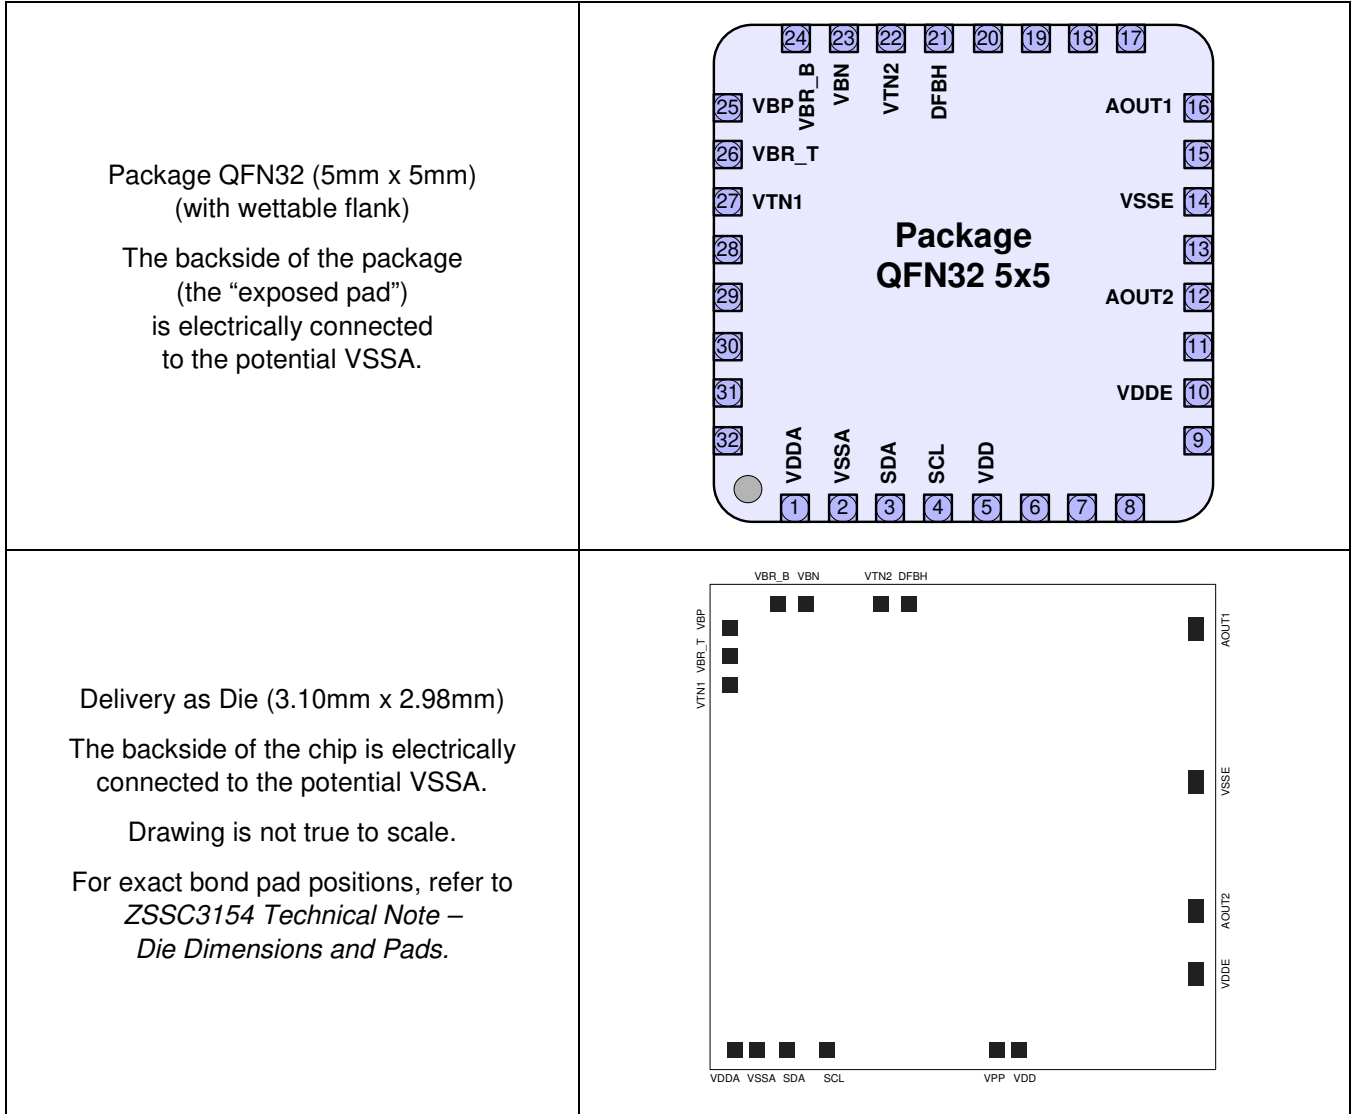 Package QFN32 (5mm x 5mm)
(with wettable flank)
The backside of the package
(the “exposed pad”)
is electrically connected
to the potential VSSA.
24 23 22 21 20 19 18 17
VBR_B VBN VTN2 DFBH
25 VBP AOUT1 16
26 VBR_T 15
27 VTN1 VSSE 14
28 13
29 AOUT2 12
30 11
31 VDDE 10
32 9
Package
QFN32 5x5
VDDA VSSA SDA SCL VDD
1 2 3 4 5 6 7 8
Delivery as Die (3.10mm x 2.98mm)
The backside of the chip is electrically
connected to the potential VSSA.
Drawing is not true to scale.
For exact bond pad positions, refer to
ZSSC3154 Technical Note –
Die Dimensions and Pads.
VBR_B VBN VTN2 DFBH
VBP
VBR_T
VTN1
AOUT1
VSSE
AOUT2
VDDE
VDDA VSSA SDA SCL VPP VDD